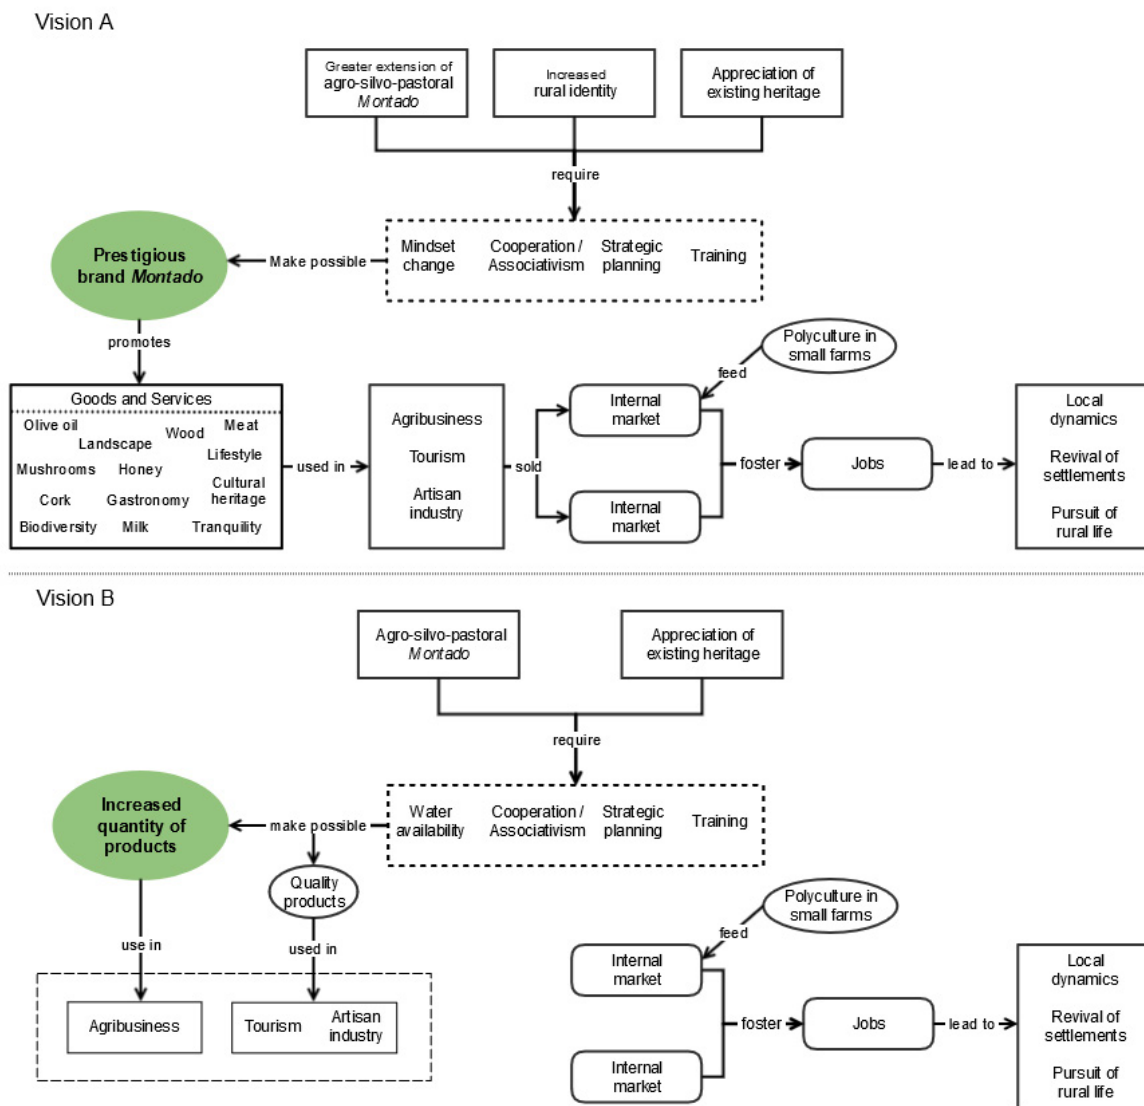 Vision A
Greater extension of
agro-silvo-pastoral
Montado
Increased
rural identity
Appreciation of
existing heritage
require
Mindset
change
Cooperation /
Associativism
Strategic
planning
Training
Make possible
Prestigious
brand Montado
promotes
Goods and Services
Olive oil
Landscape
Wood
Meat
Lifestyle
Mushrooms
Honey
Cultural
heritage
Cork
Gastronomy
Biodiversity
Milk
Tranquility
used in
Agribusiness
Tourism
Artisan
industry
sold
Internal
market
Internal
market
Polyculture in
small farms
feed
foster
Jobs
lead to
Local
dynamics
Revival of
settlements
Pursuit of
rural life
Vision B
Agro-silvo-pastoral
Montado
Appreciation of
existing heritage
require
Water
availability
Cooperation /
Associativism
Strategic
planning
Training
make possible
Increased
quantity of
products
Quality
products
use in
used in
Agribusiness
Tourism
Artisan
industry
Polyculture in
small farms
feed
Internal
market
Internal
market
foster
Jobs
lead to
Local
dynamics
Revival of
settlements
Pursuit of
rural life